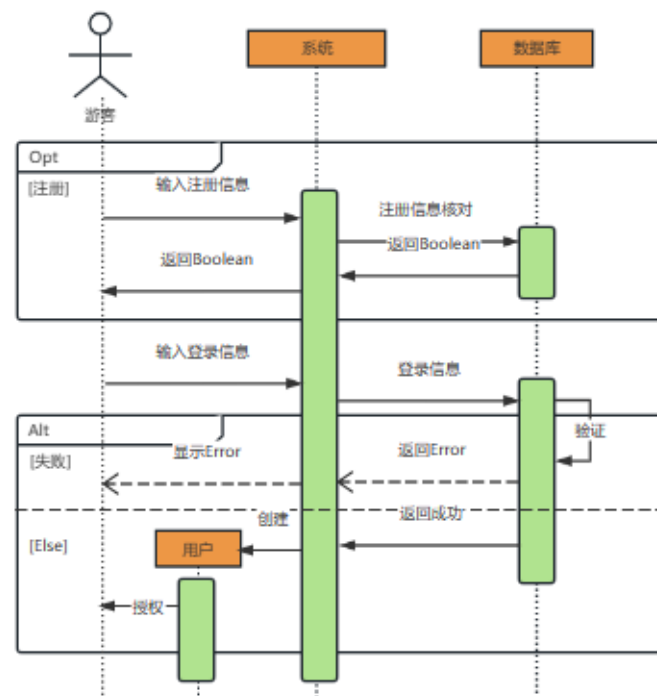 系统
数据库
游客
Opt
[注册]
输入注册信息
注册信息核对
返回Boolean
返回Boolean
输入登录信息
登录信息
Alt
验证
[失败]
显示Error
返回Error
返回成功
创建
[Else]
用户
授权